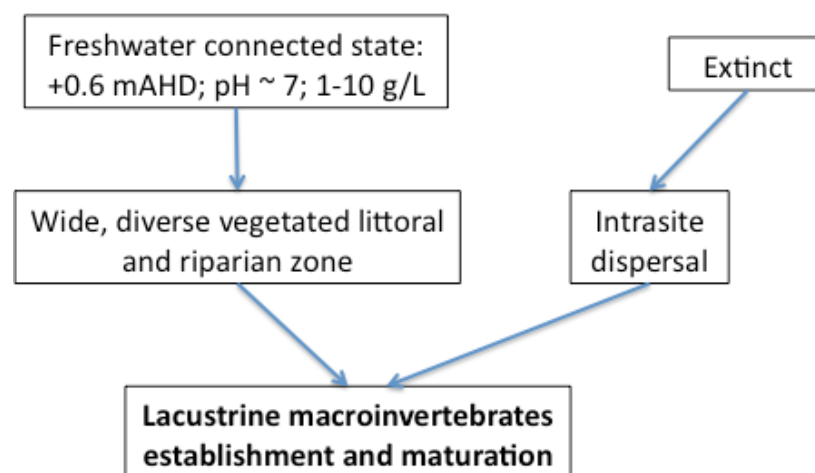 Freshwater connected state:
+0.6 mAHD; pH ~ 7; 1-10 g/L
Extinct
Wide, diverse vegetated littoral
and riparian zone
Intrasite
dispersal
Lacustrine macroinvertebrates
establishment and maturation